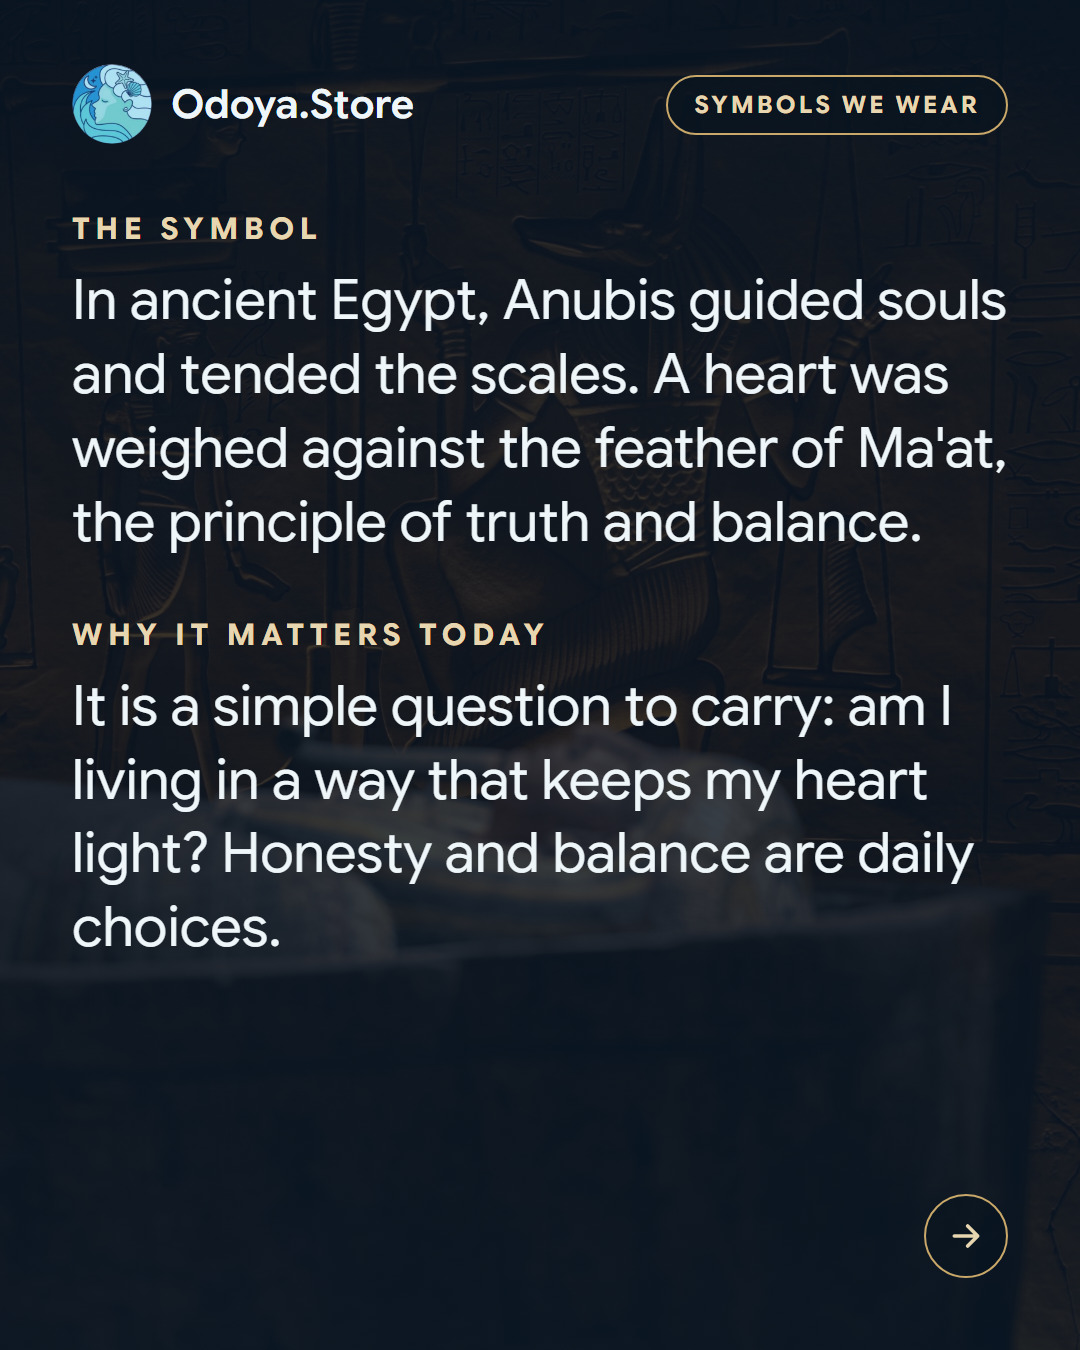 Odoya.Store
SYMBOLS WE WEAR
THE SYMBOL
In ancient Egypt, Anubis guided souls
and tended the scales. A heart was
weighed against the feather of Ma'at,
the principle of truth and balance.
WHY IT MATTERS TODAY
It is a simple question to carry: am I
living in a way that keeps my heart
light? Honesty and balance are daily
choices.